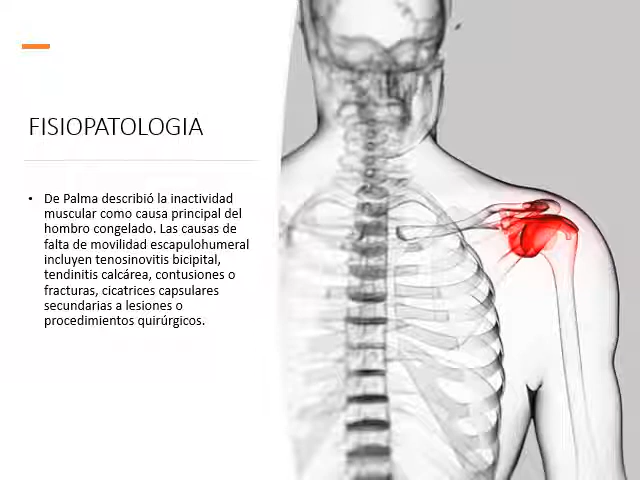 FISIOPATOLOGIA
• De Palma describió la inactividad
muscular como causa principal del
hombro congelado. Las causas de
falta de movilidad escapulohumeral
incluyen tenosinovitis bicipital,
tendinitis calcárea, contusiones o
fracturas, cicatrices capsulares
secundarias a lesiones o
procedimientos quirúrgicos.